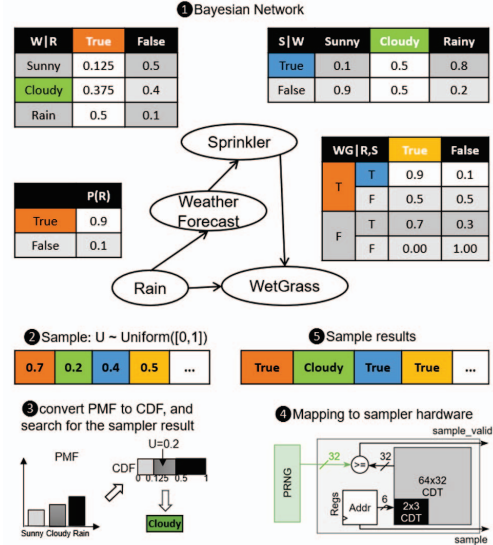 ❶ Bayesian Network
W|R True False
Sunny 0.125 0.5
Cloudy 0.375 0.4
Rain 0.5 0.1
S|W Sunny Cloudy Rainy
True 0.1 0.5 0.8
False 0.9 0.5 0.2
Sprinkler
WG|R,S True False
T T 0.9 0.1
F 0.5 0.5
F T 0.7 0.3
F 0.00 1.00
P(R)
True 0.9
False 0.1
Weather
Forecast
Rain
WetGrass
❷ Sample: U ~ Uniform([0,1])
0.7 0.2 0.4 0.5 ...
❺ Sample results
True Cloudy True True ...
❸ convert PMF to CDF, and
search for the sampler result
PMF
Sunny Cloudy Rain
U=0.2
CDF
0 0.125 0.5 1
Cloudy
❹ Mapping to sampler hardware
sample_valid
PRNG
32
>=
32
64x32
CDT
Regs
Addr
6
2x3
CDT
sample